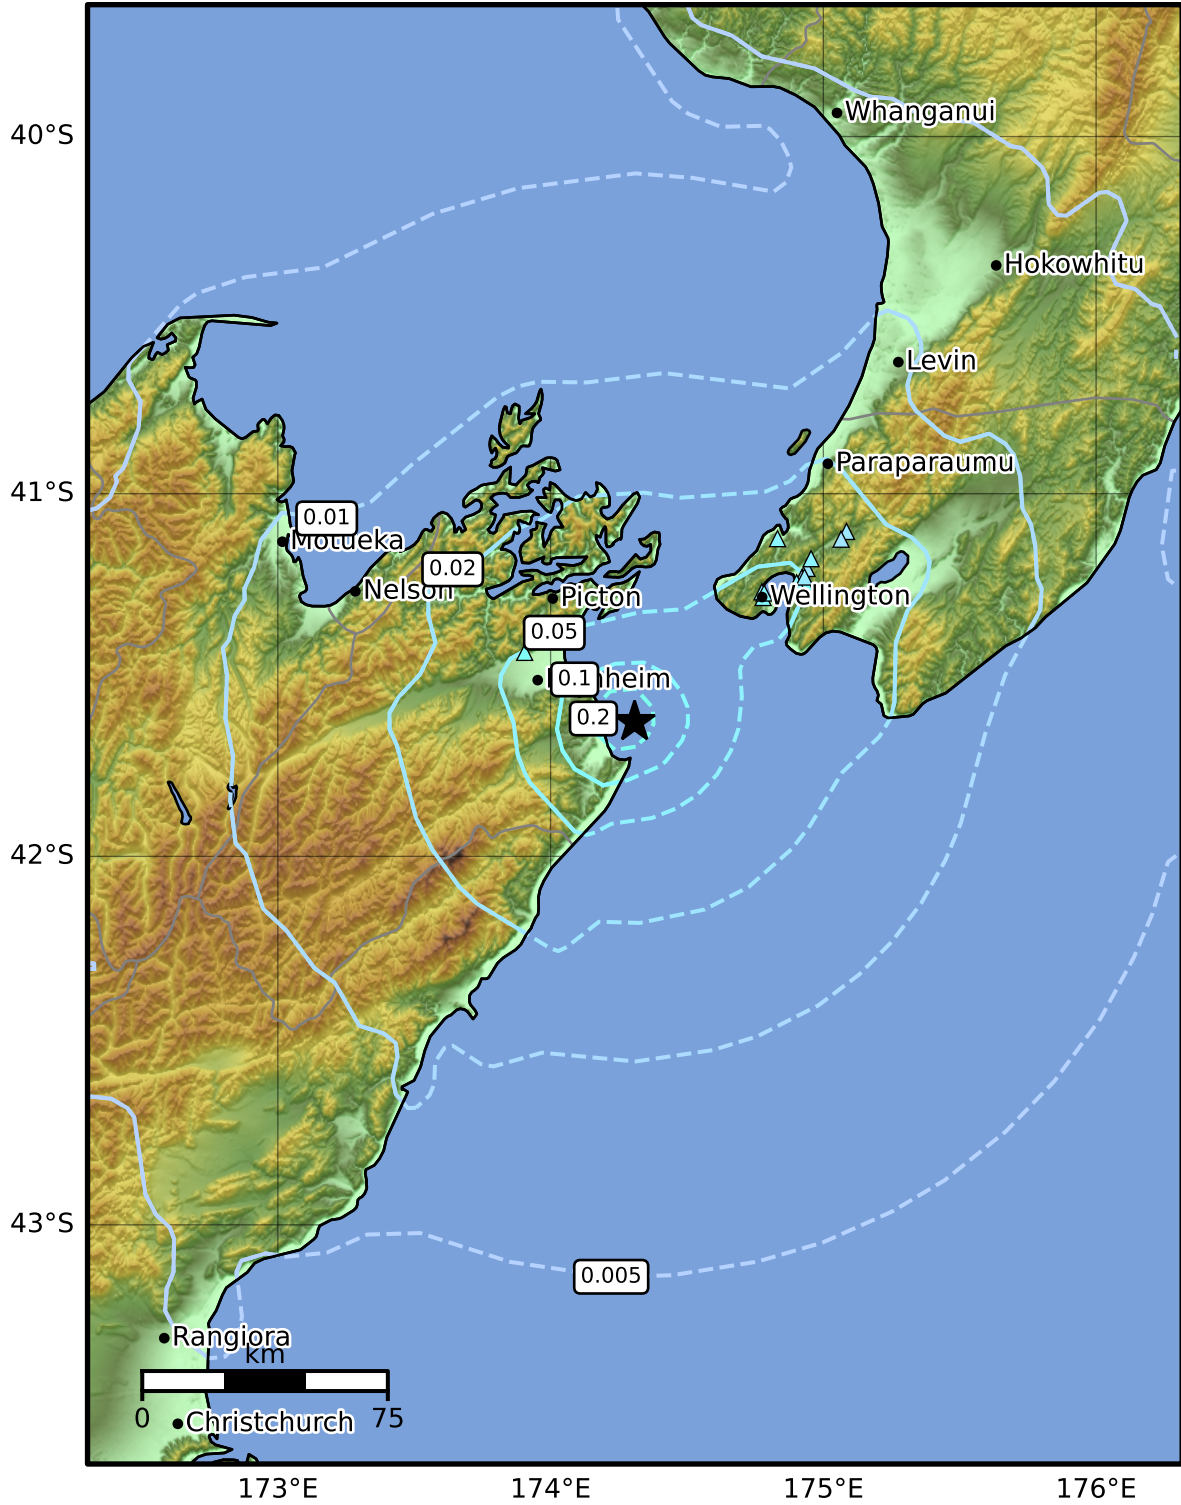 40°S
Whanganui
Hokowhitu
Levin
Paraparaumu
41°S
0.01
Motueka
0.02
Nelson
Picton
Wellington
0.05
0.1
nheim
0.2
42°S
43°S
0.005
Rangiora
km
0
75
Christchurch
173°E
174°E
175°E
176°E